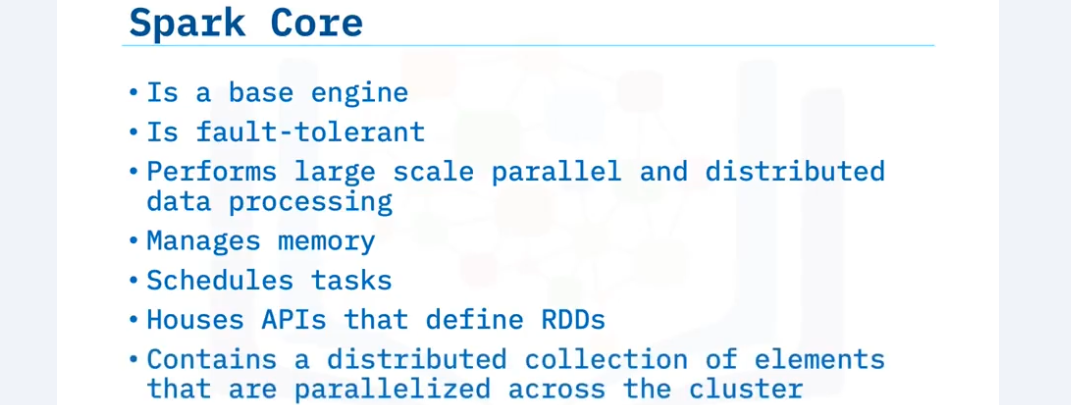 Spark Core
• Is a base engine
• Is fault-tolerant
• Performs large scale parallel and distributed
data processing
• Manages memory
• Schedules tasks
• Houses APIs that define RDDs
• Contains a distributed collection of elements
that are parallelized across the cluster